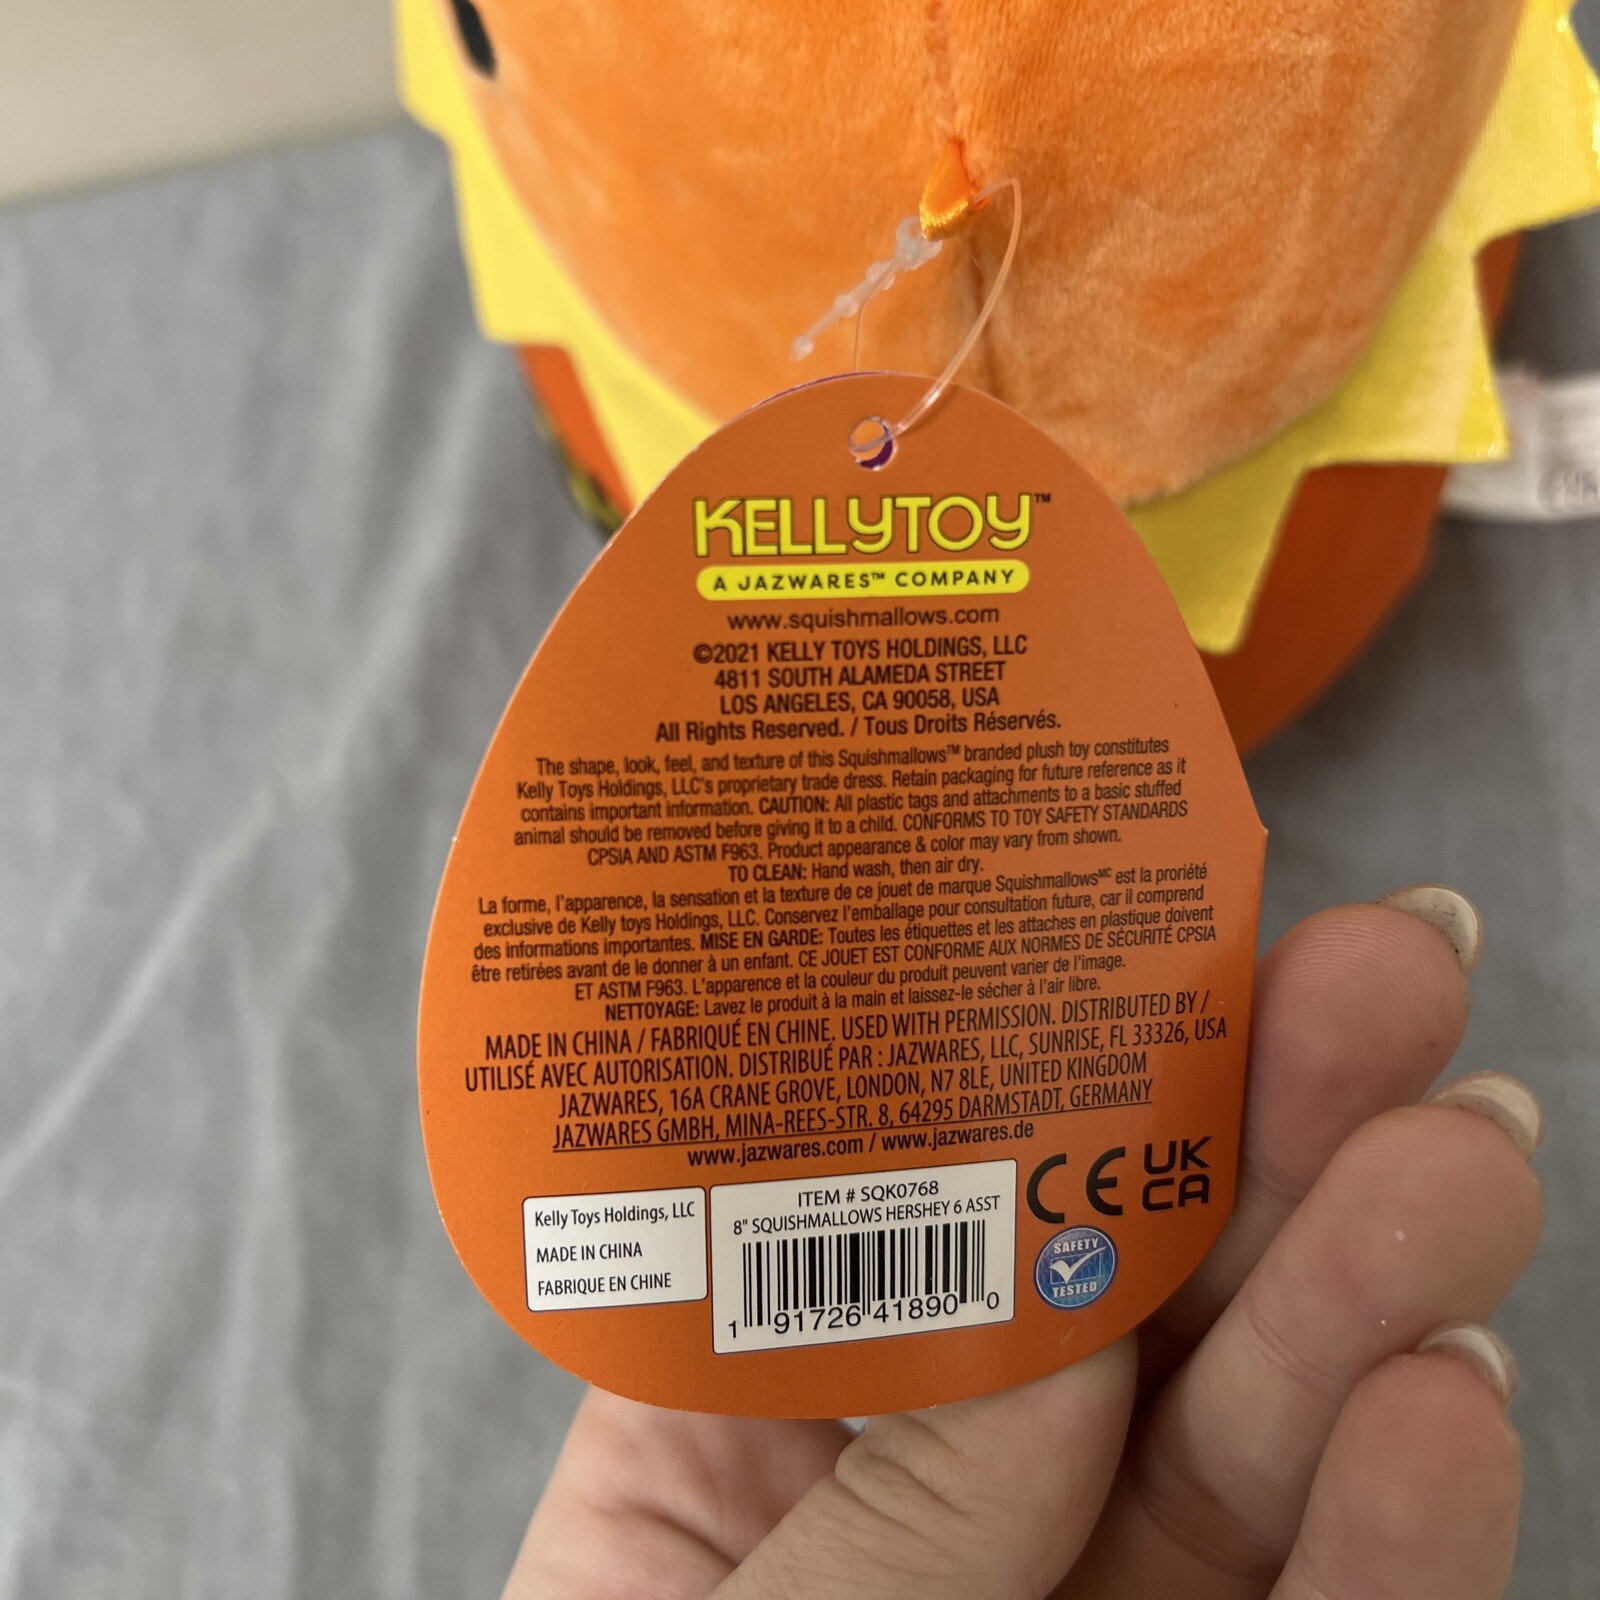 KELLYTOY™
A JAZWARES™ COMPANY
www.squishmallows.com
©2021 KELLY TOYS HOLDINGS, LLC
4811 SOUTH ALAMEDA STREET
LOS ANGELES, CA 90058, USA
All Rights Reserved. / Tous Droits Réservés.
The shape, look, feel, and texture of this Squishmallows™ branded plush toy constitutes
Kelly Toys Holdings, LLC's proprietary trade dress. Retain packaging for future reference as it
contains important information. CAUTION: All plastic tags and attachments to a basic stuffed
animal should be removed before giving it to a child. CONFORMS TO TOY SAFETY STANDARDS
CPSIA AND ASTM F963. Product appearance & color may vary from shown.
TO CLEAN: Hand wash, then air dry.
La forme, l'apparence, la sensation et la texture de ce jouet de marque Squishmallowsᴹᶜ est la proriété
exclusive de Kelly toys Holdings, LLC. Conservez l'emballage pour consultation future, car il comprend
des informations importantes. MISE EN GARDE: Toutes les étiquettes et les attaches en plastique doivent
être retirées avant de le donner à un enfant. CE JOUET EST CONFORME AUX NORMES DE SÉCURITÉ CPSIA
ET ASTM F963. L'apparence et la couleur du produit peuvent varier de l'image.
NETTOYAGE: Lavez le produit à la main et laissez-le sécher à l'air libre.
MADE IN CHINA / FABRIQUÉ EN CHINE. USED WITH PERMISSION. DISTRIBUTED BY /
UTILISÉ AVEC AUTORISATION. DISTRIBUÉ PAR : JAZWARES, LLC, SUNRISE, FL 33326, USA
JAZWARES, 16A CRANE GROVE, LONDON, N7 8LE, UNITED KINGDOM
JAZWARES GMBH, MINA-REES-STR. 8, 64295 DARMSTADT, GERMANY
www.jazwares.com / www.jazwares.de
Kelly Toys Holdings, LLC
MADE IN CHINA
FABRIQUE EN CHINE
ITEM # SQK0768
8" SQUISHMALLOWS HERSHEY 6 ASST
1 91726 41890 0
CE
UK
CA
SAFETY
TESTED